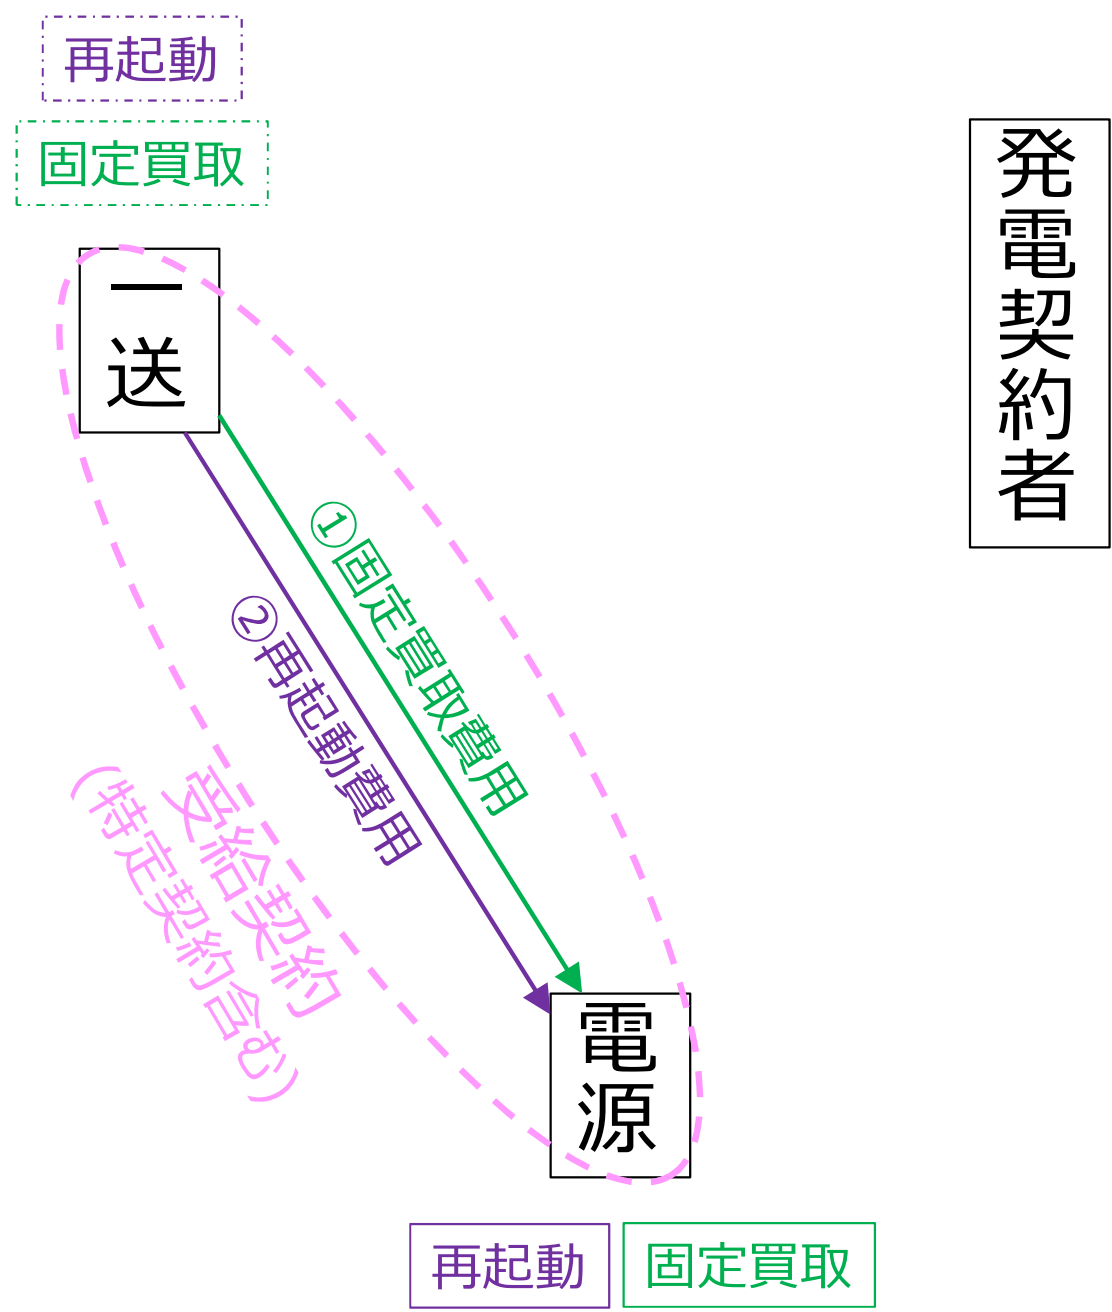 再起動
固定買取
一送
発電契約者
①固定買取費用
②再起動費用
受給契約
(特定契約含む)
電源
再起動
固定買取